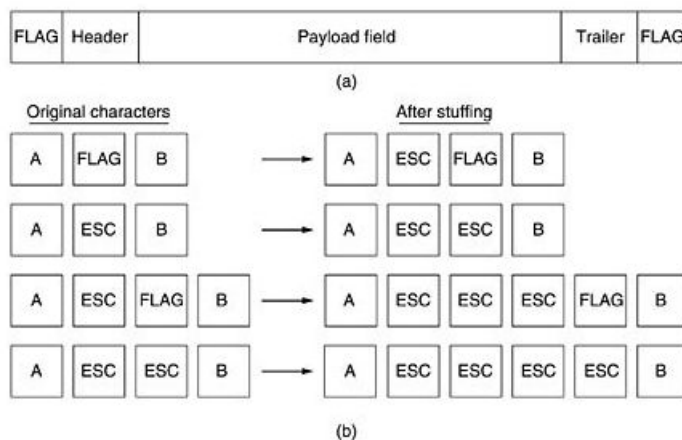 FLAG Header Payload field Trailer FLAG
(a)
Original characters After stuffing
A FLAG B A ESC FLAG B
A ESC B A ESC ESC B
A ESC FLAG B A ESC ESC ESC FLAG B
A ESC ESC B A ESC ESC ESC ESC B
(b)